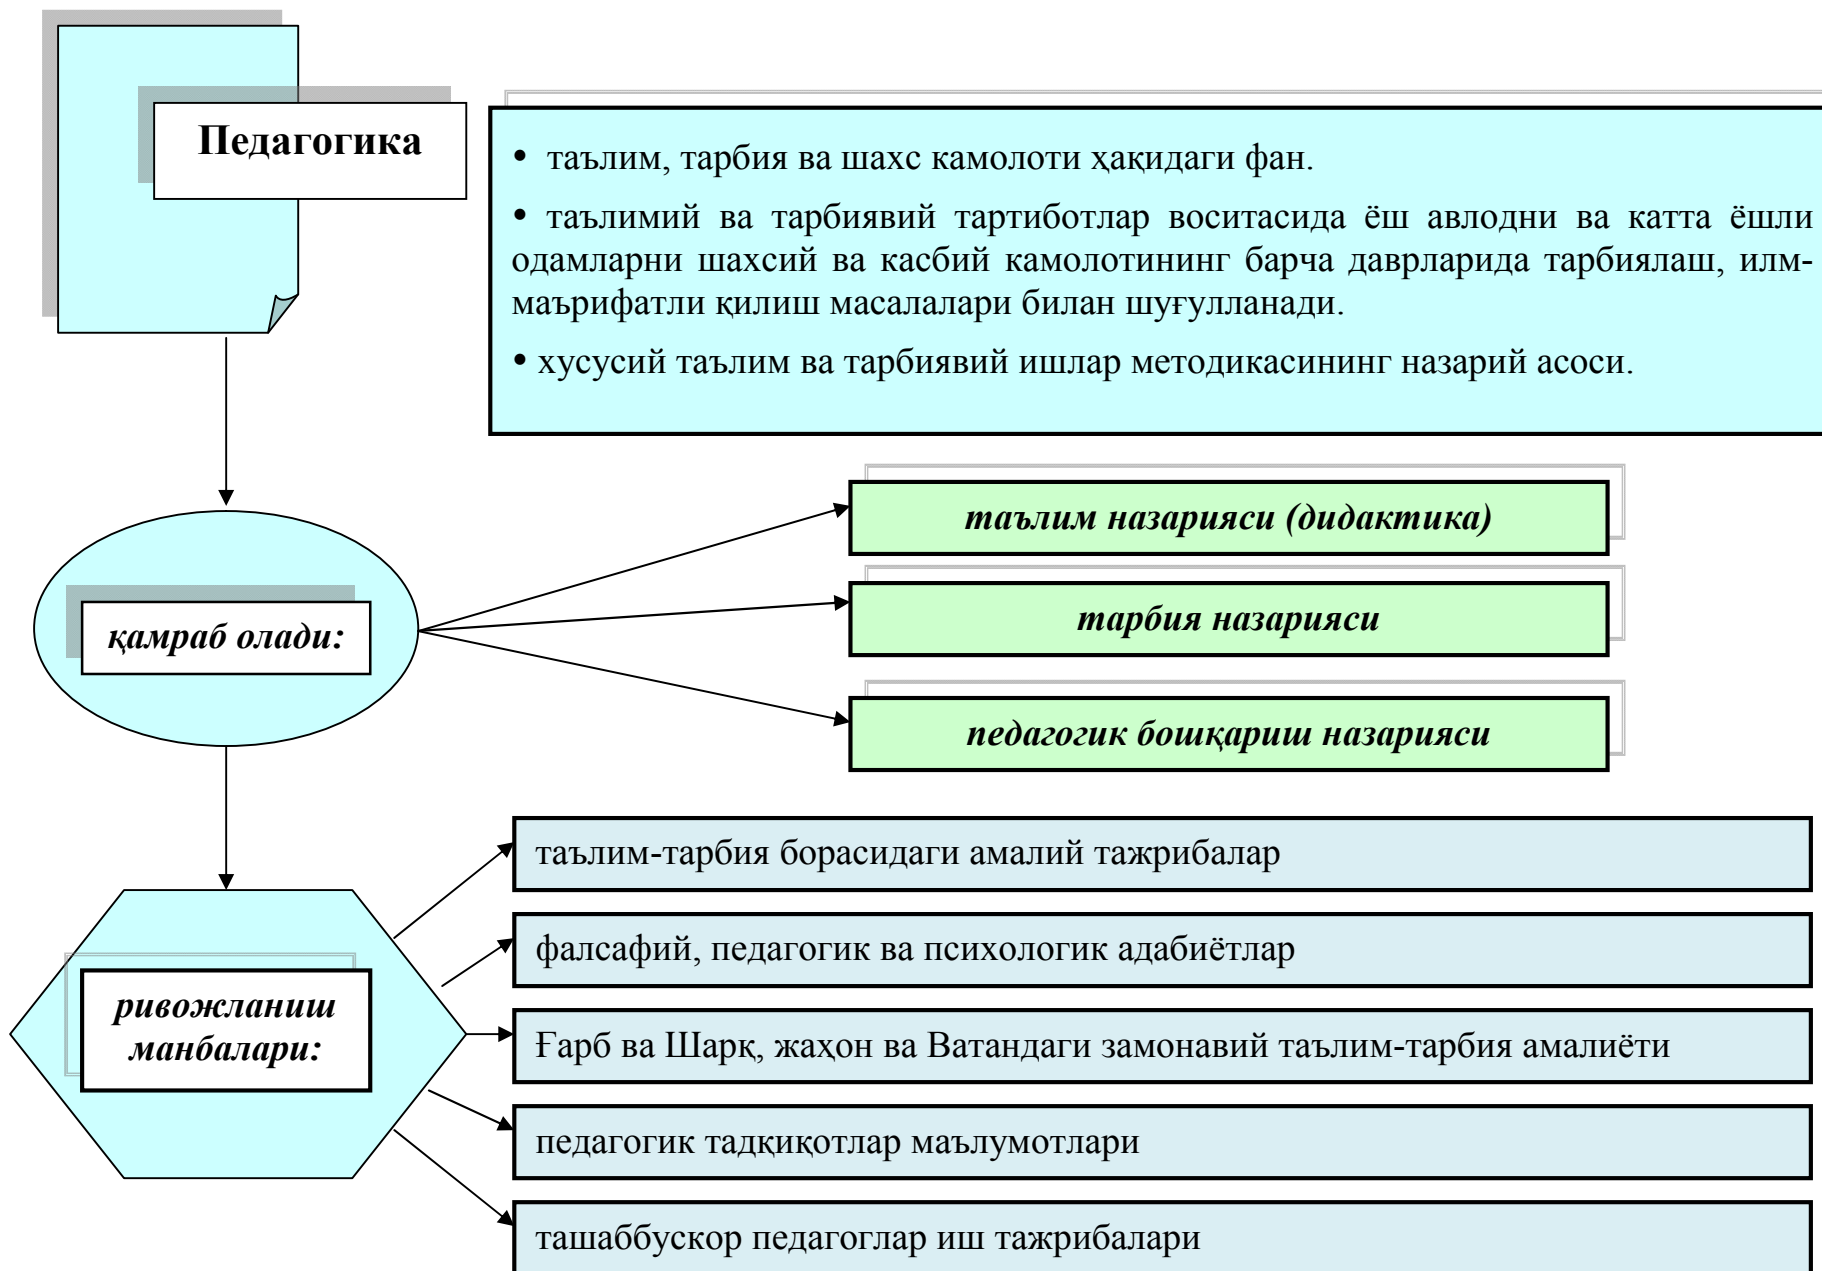 Педагогика
• таълим, тарбия ва шахс камолоти ҳақидаги фан.
• таълимий ва тарбиявий тартиботлар воситасида ёш авлодни ва катта ёшли
одамларни шахсий ва касбий камолотининг барча даврларида тарбиялаш, илм-
маърифатли қилиш масалалари билан шуғулланади.
• хусусий таълим ва тарбиявий ишлар методикасининг назарий асоси.
қамраб олади:
таълим назарияси (дидактика)
тарбия назарияси
педагогик бошқариш назарияси
ривожланиш
манбалари:
таълим-тарбия борасидаги амалий тажрибалар
фалсафий, педагогик ва психологик адабиётлар
Ғарб ва Шарқ, жаҳон ва Ватандаги замонавий таълим-тарбия амалиёти
педагогик тадқиқотлар маълумотлари
ташаббускор педагоглар иш тажрибалари